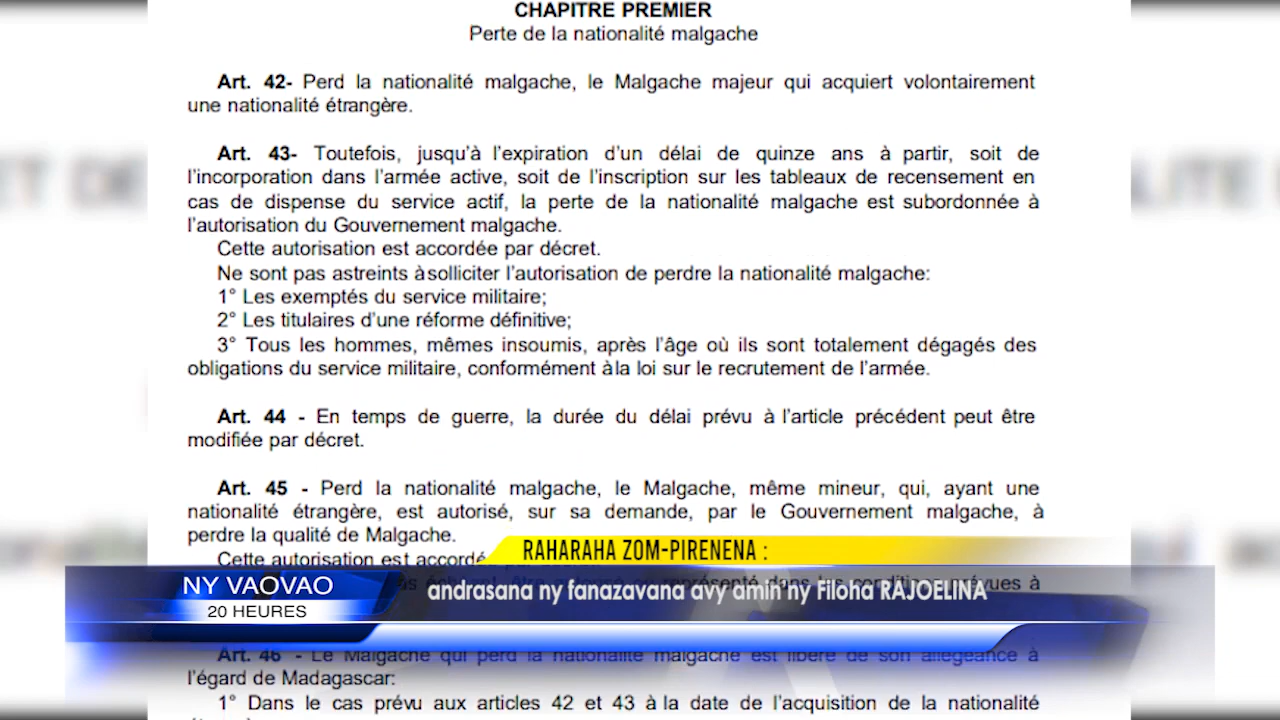 CHAPITRE PREMIER
Perte de la nationalité malgache
Art. 42- Perd la nationalité malgache, le Malgache majeur qui acquiert volontairement
une nationalité étrangère.
Art. 43- Toutefois, jusqu'à l'expiration d'un délai de quinze ans à partir, soit de
l'incorporation dans l'armée active, soit de l'inscription sur les tableaux de recensement en
cas de dispense du service actif, la perte de la nationalité malgache est subordonnée à
l'autorisation du Gouvernement malgache.
Cette autorisation est accordée par décret.
Ne sont pas astreints à solliciter l'autorisation de perdre la nationalité malgache:
1° Les exemptés du service militaire;
2° Les titulaires d'une réforme définitive;
3° Tous les hommes, mêmes insoumis, après l'âge où ils sont totalement dégagés des
obligations du service militaire, conformément à la loi sur le recrutement de l'armée.
Art. 44 - En temps de guerre, la durée du délai prévu à l'article précédent peut être
modifiée par décret.
Art. 45 - Perd la nationalité malgache, le Malgache, même mineur, qui, ayant une
nationalité étrangère, est autorisé, sur sa demande, par le Gouvernement malgache, à
perdre la qualité de Malgache.
Cette autorisation est accordé
RAHARAHA ZOM-PIRENENA :
NY VAOVAO
20 HEURES
andrasana ny fanazavana avy amin'ny Filoha RAJOELINA
Art. 46 - Le Malgache qui perd la nationalité malgache est libéré de son allégeance à
l'égard de Madagascar:
1° Dans le cas prévu aux articles 42 et 43 à la date de l'acquisition de la nationalité